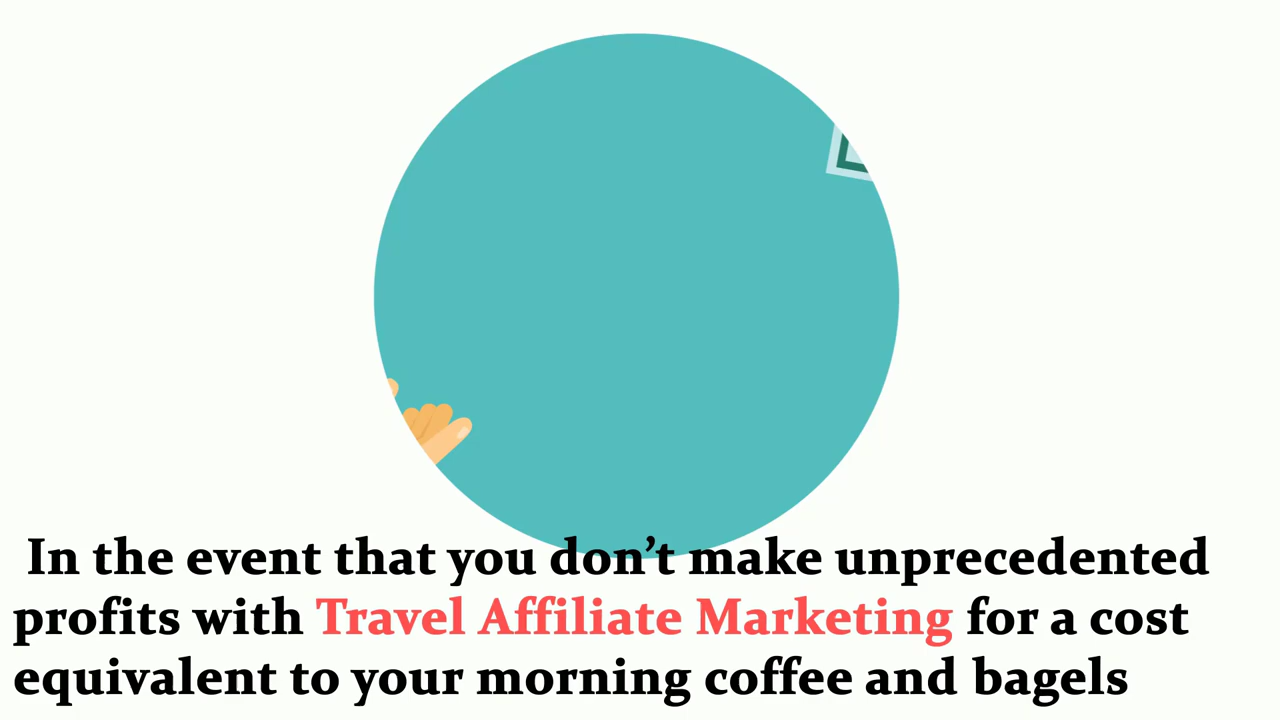 In the event that you don’t make unprecedented
profits with Travel Affiliate Marketing for a cost
equivalent to your morning coffee and bagels